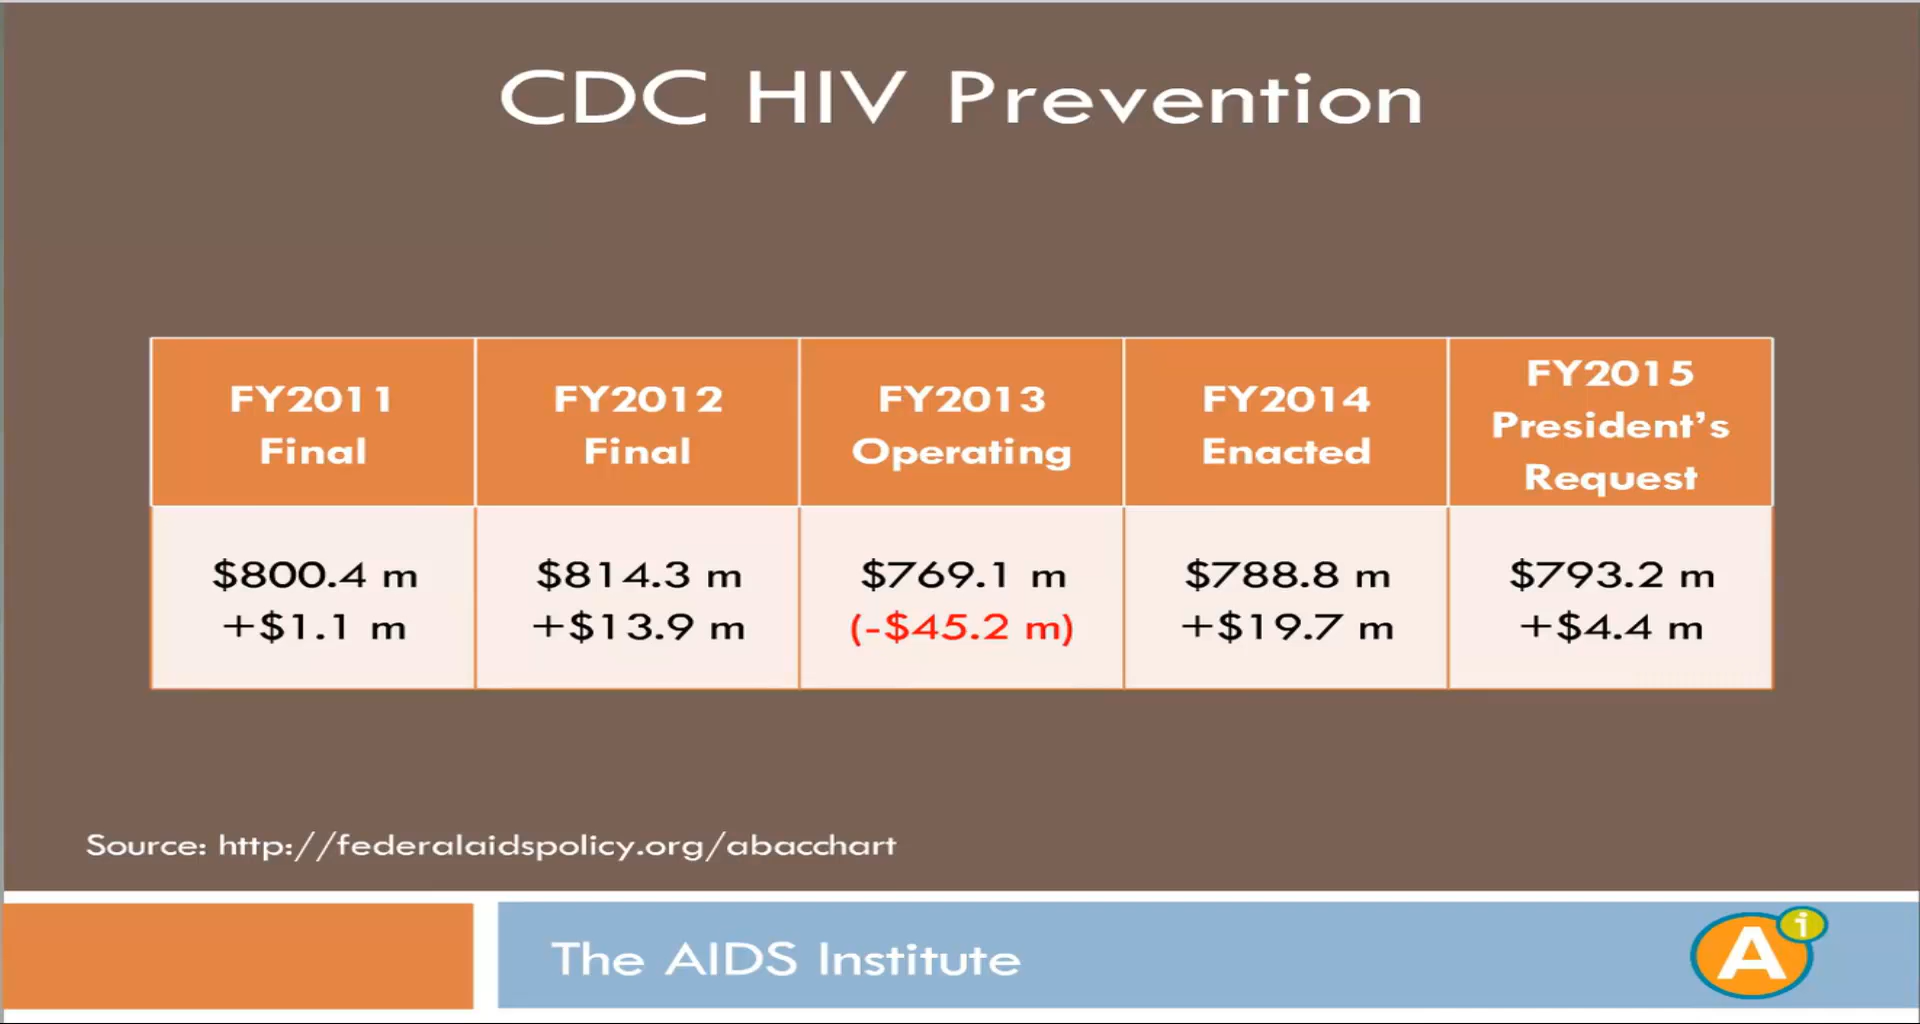 CDC HIV Prevention
FY2011
Final
FY2012
Final
FY2013
Operating
FY2014
Enacted
FY2015
President’s
Request
$800.4 m
+$1.1 m
$814.3 m
+$13.9 m
$769.1 m
(-$45.2 m)
$788.8 m
+$19.7 m
$793.2 m
+$4.4 m
Source: http://federalaidspolicy.org/abacchart
The AIDS Institute
A i